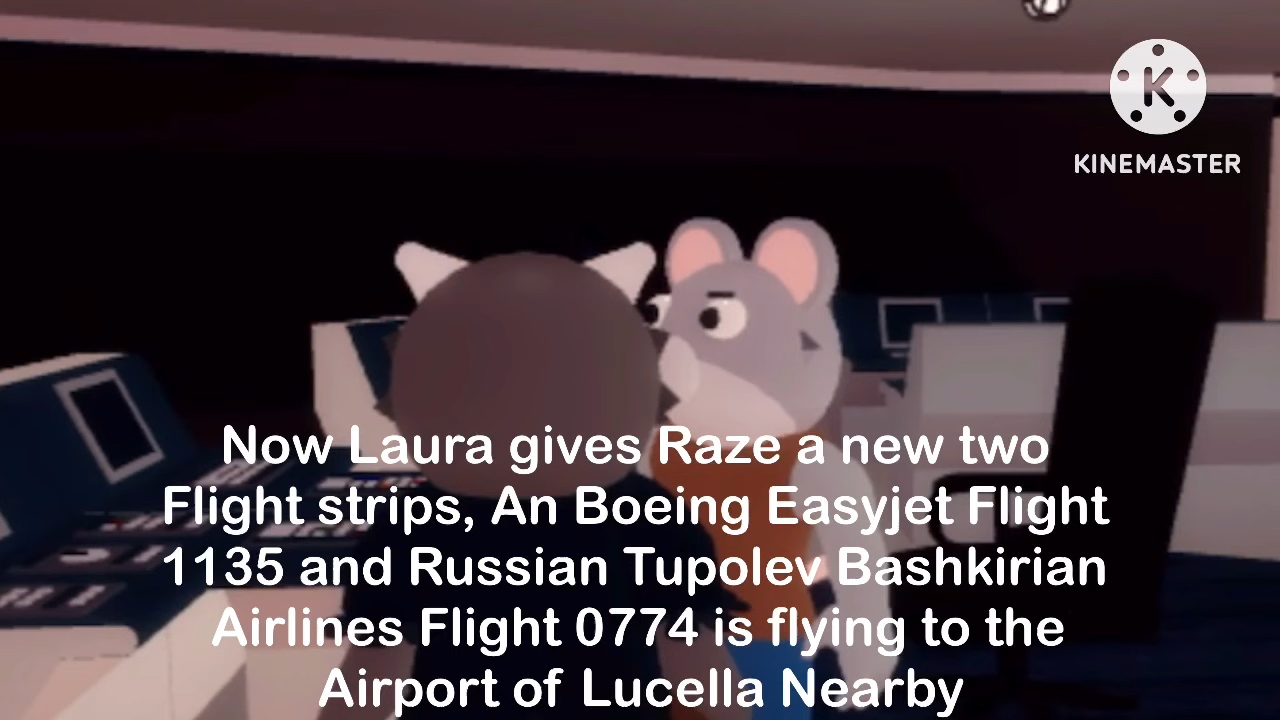 KINEMASTER
Now Laura gives Raze a new two
Flight strips, An Boeing Easyjet Flight
1135 and Russian Tupolev Bashkirian
Airlines Flight 0774 is flying to the
Airport of Lucella Nearby